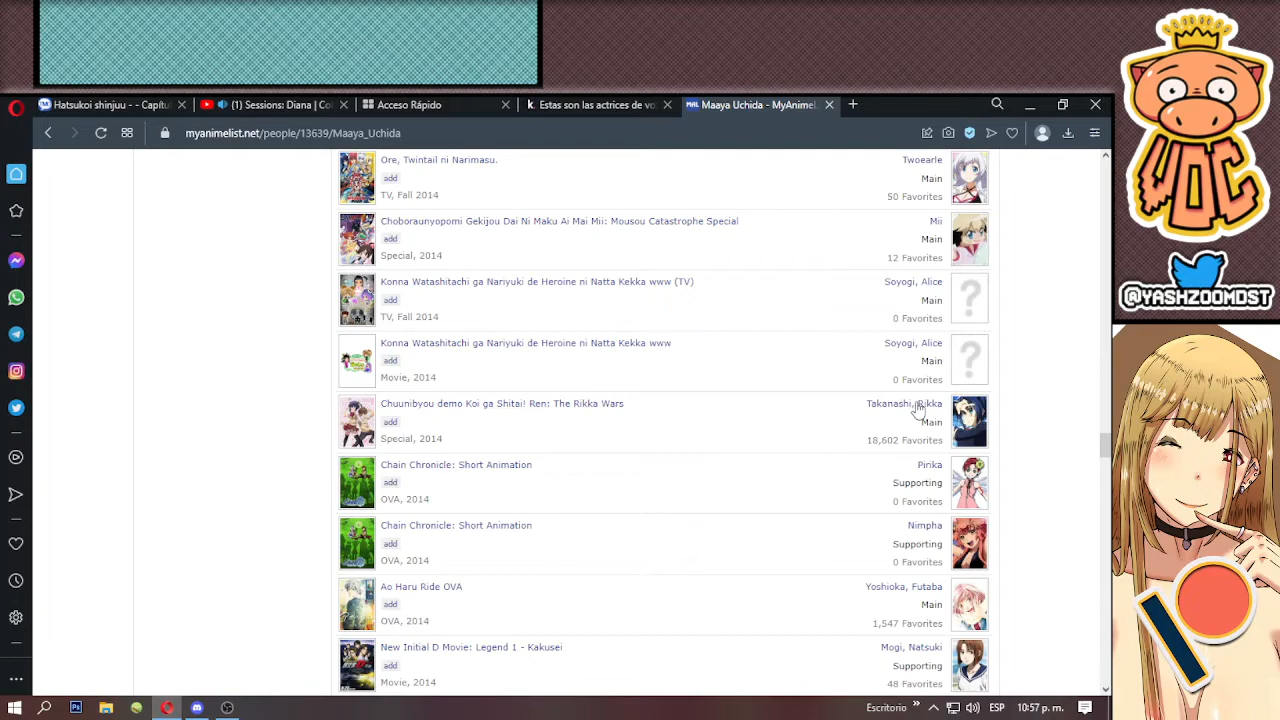 Hatsukoi shinjuu - - Capítul
(1) Sessions: Diana | Col
Acceso Rápido
k. Estas son las actrices de vo
MAL Maaya Uchida - MyAnimeL
myanimelist.net/people/13639/Maaya_Uchida
Ore, Twintail ni Narimasu.
Twoearle
add
Main
TV, Fall 2014
50 Favorites
Choboraunyopomi Gekijou Dai Ni Maku Ai Mai Mii: Mousou Catastrophe Special
Mii
add
Main
Special, 2014
12 Favorites
Konna Watashitachi ga Nariyuki de Heroine ni Natta Kekka www (TV)
Soyogi, Alice
add
Main
TV, Fall 2014
0 Favorites
Konna Watashitachi ga Nariyuki de Heroine ni Natta Kekka www
Soyogi, Alice
add
Main
Movie, 2014
0 Favorites
Chuunibyou demo Koi ga Shitai! Ren: The Rikka Wars
Takanashi, Rikka
add
Main
Special, 2014
18,602 Favorites
Chain Chronicle: Short Animation
Pirika
add
Supporting
OVA, 2014
0 Favorites
Chain Chronicle: Short Animation
Nimpha
add
Supporting
OVA, 2014
0 Favorites
Ao Haru Ride OVA
Yoshioka, Futaba
add
Main
OVA, 2014
1,547 Favorites
New Initial D Movie: Legend 1 - Kakusei
Mogi, Natsuki
add
Supporting
Movie, 2014
48 Favorites
WOC
@YASHZOOMDST
Ps
Escritorio
ESP
10:57 p. m.